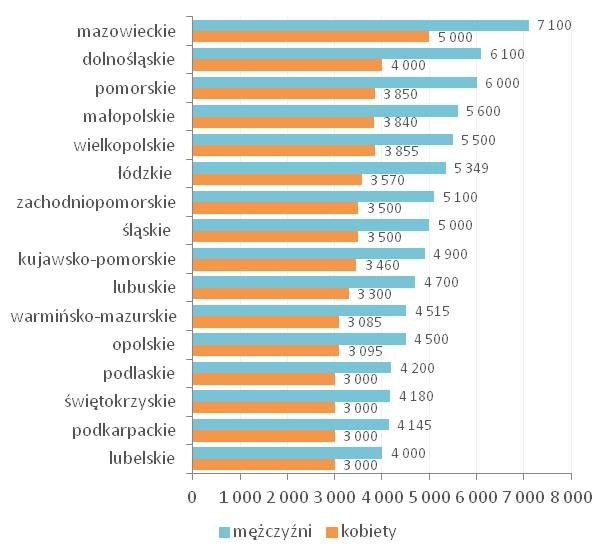 mazowieckie 7 100
5 000
dolnośląskie 6 100
4 000
pomorskie 6 000
3 850
małopolskie 5 600
3 840
wielkopolskie 5 500
3 855
łódzkie 5 349
3 570
zachodniopomorskie 5 100
3 500
śląskie 5 000
3 500
kujawsko-pomorskie 4 900
3 460
lubuskie 4 700
3 300
warmińsko-mazurskie 4 515
3 085
opolskie 4 500
3 095
podlaskie 4 200
3 000
świętokrzyskie 4 180
3 000
podkarpackie 4 145
3 000
lubelskie 4 000
3 000
0 1 000 2 000 3 000 4 000 5 000 6 000 7 000 8 000
mężczyźni kobiety